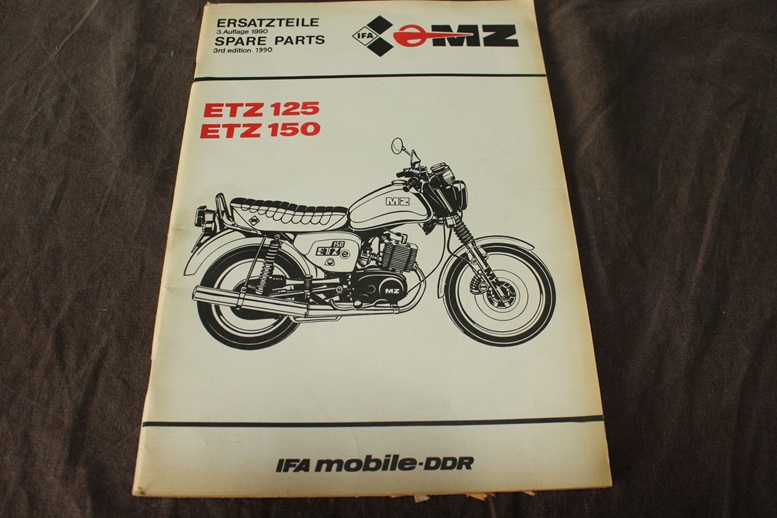 ERSATZTEILE
3. Auflage 1990
SPARE PARTS
3rd edition 1990
IFA
MZ
ETZ 125
ETZ 150
MZ
150
ETZ e
MZ
IFA mobile-DDR